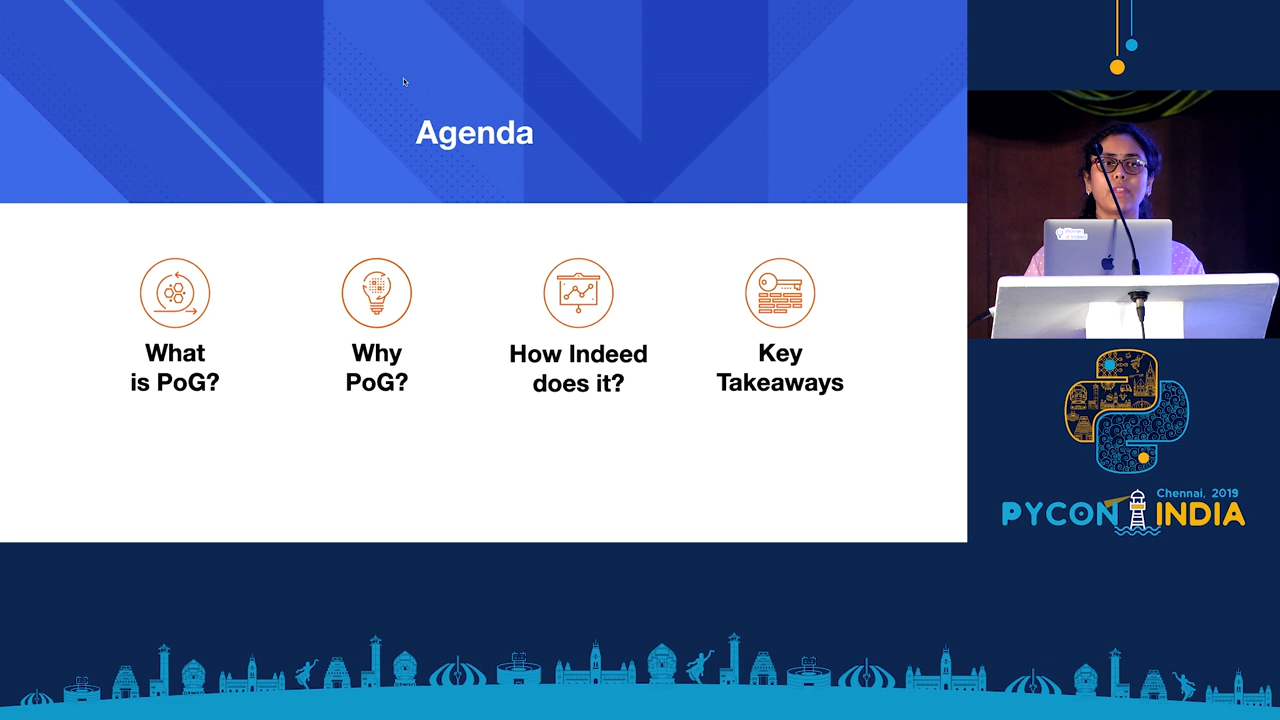 Agenda
What
is PoG?
Why
PoG?
How Indeed
does it?
Key
Takeaways
Chennai, 2019
PYCON INDIA